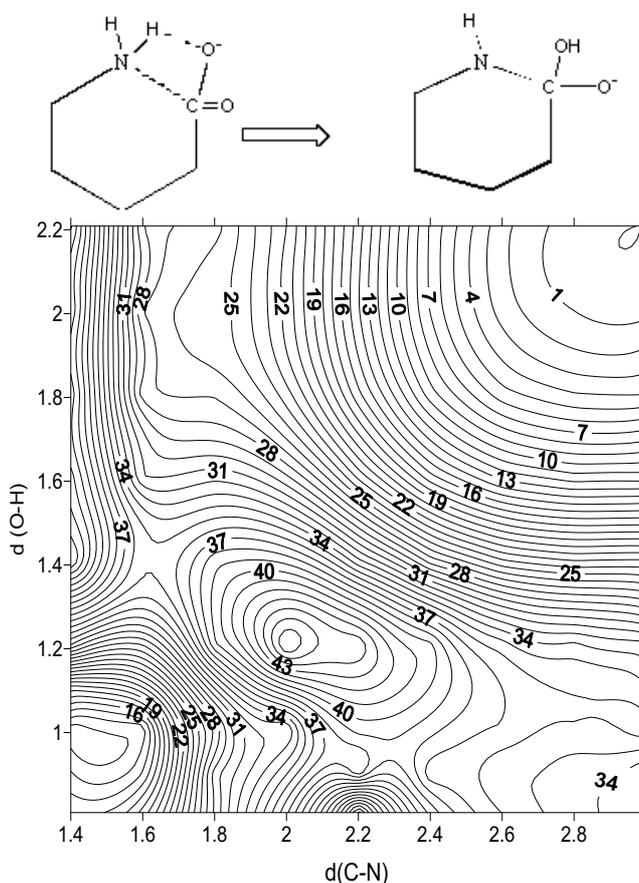 H H O⁻ N C=O
H N OH C O⁻
2.2
31 28 25 22 19 16 13 10 7 4 1
2
1.8
7
28 10
34 31 13
1.6
25 22 19 16
37 37 34
1.4
40 31 28 25
37
34
1.2
43
16 19 25 28 31 34 37 40
22
1
34
1.4 1.6 1.8 2 2.2 2.4 2.6 2.8
d (O-H)
d(C-N)